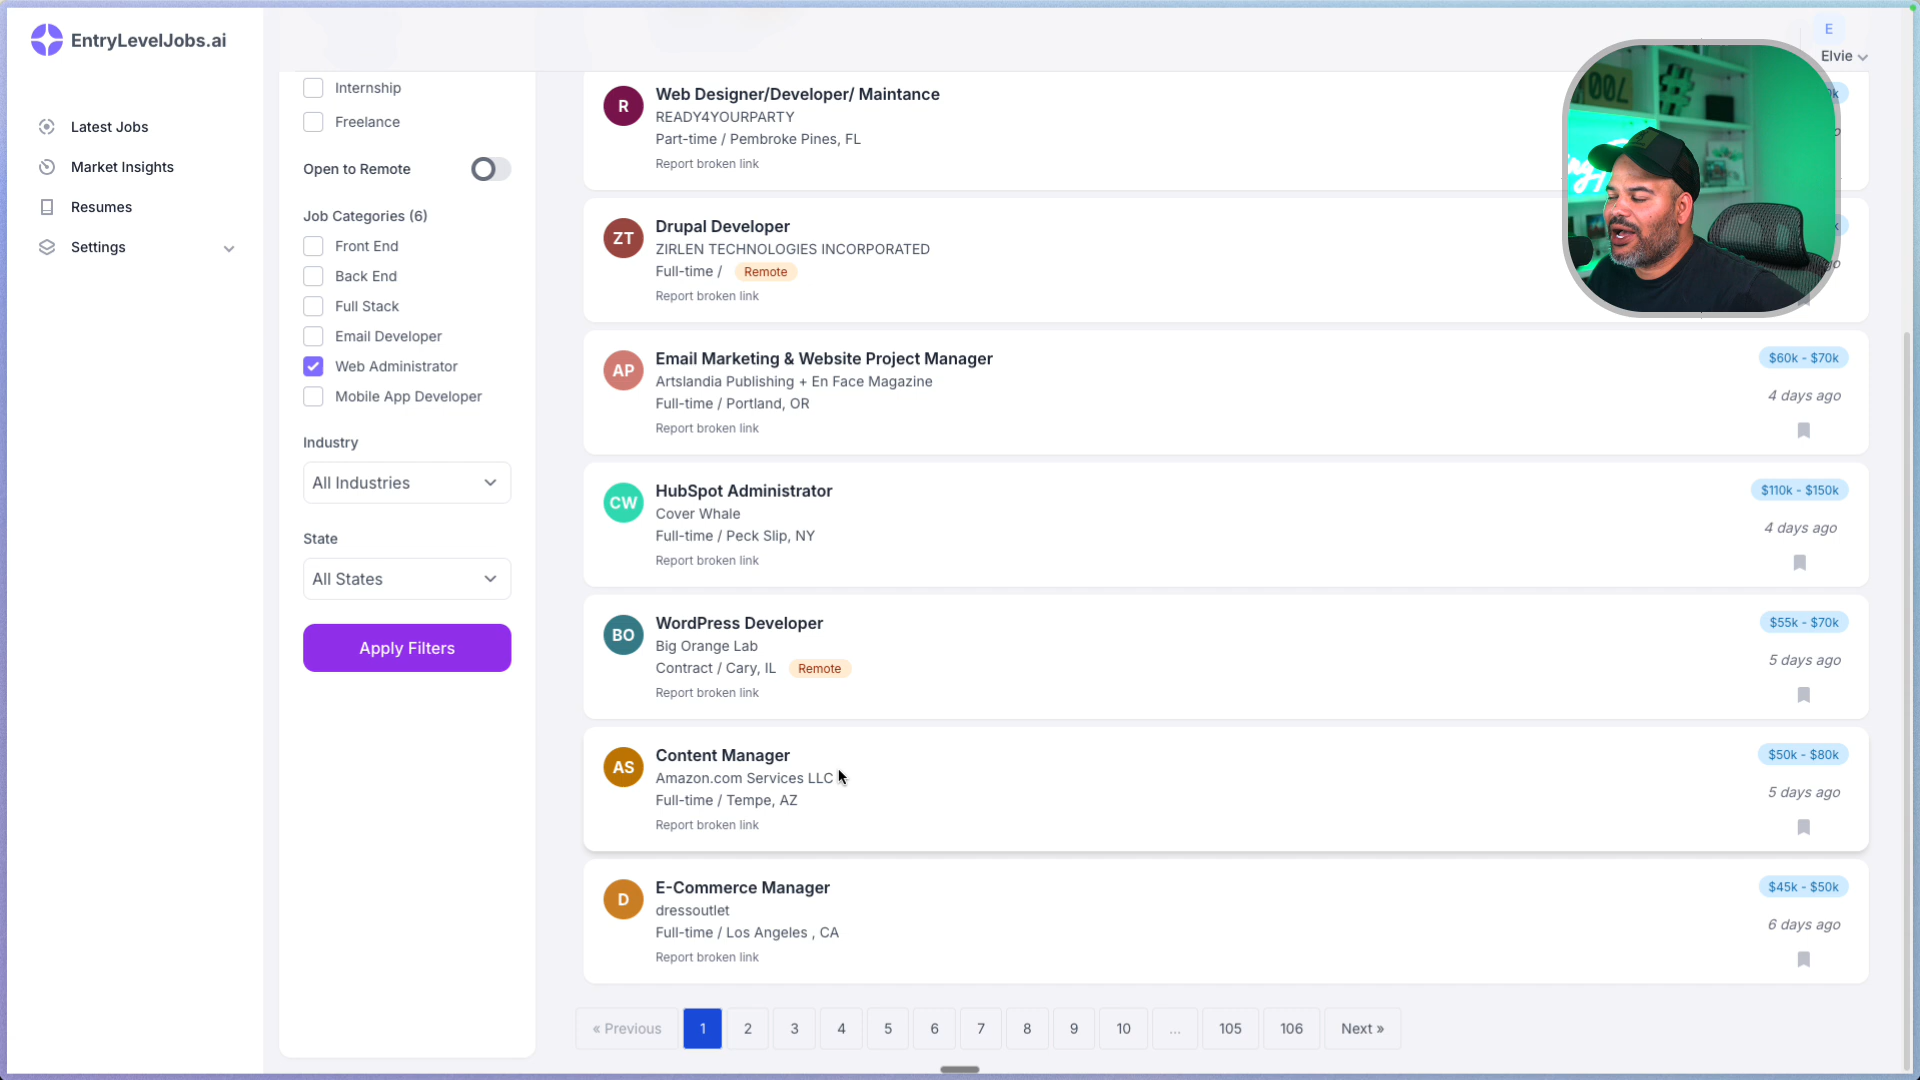 EntryLevelJobs.ai
Latest Jobs
Market Insights
Resumes
Settings
Internship
Freelance
Open to Remote
Job Categories (6)
Front End
Back End
Full Stack
Email Developer
Web Administrator
Mobile App Developer
Industry
All Industries
State
All States
Apply Filters
E
Elvie
R
Web Designer/Developer/ Maintance
READY4YOURPARTY
Part-time / Pembroke Pines, FL
Report broken link
ZT
Drupal Developer
ZIRLEN TECHNOLOGIES INCORPORATED
Full-time / Remote
Report broken link
AP
Email Marketing & Website Project Manager
Artslandia Publishing + En Face Magazine
Full-time / Portland, OR
Report broken link
$60k - $70k
4 days ago
CW
HubSpot Administrator
Cover Whale
Full-time / Peck Slip, NY
Report broken link
$110k - $150k
4 days ago
BO
WordPress Developer
Big Orange Lab
Contract / Cary, IL Remote
Report broken link
$55k - $70k
5 days ago
AS
Content Manager
Amazon.com Services LLC
Full-time / Tempe, AZ
Report broken link
$50k - $80k
5 days ago
D
E-Commerce Manager
dressoutlet
Full-time / Los Angeles , CA
Report broken link
$45k - $50k
6 days ago
« Previous 1 2 3 4 5 6 7 8 9 10 ... 105 106 Next »